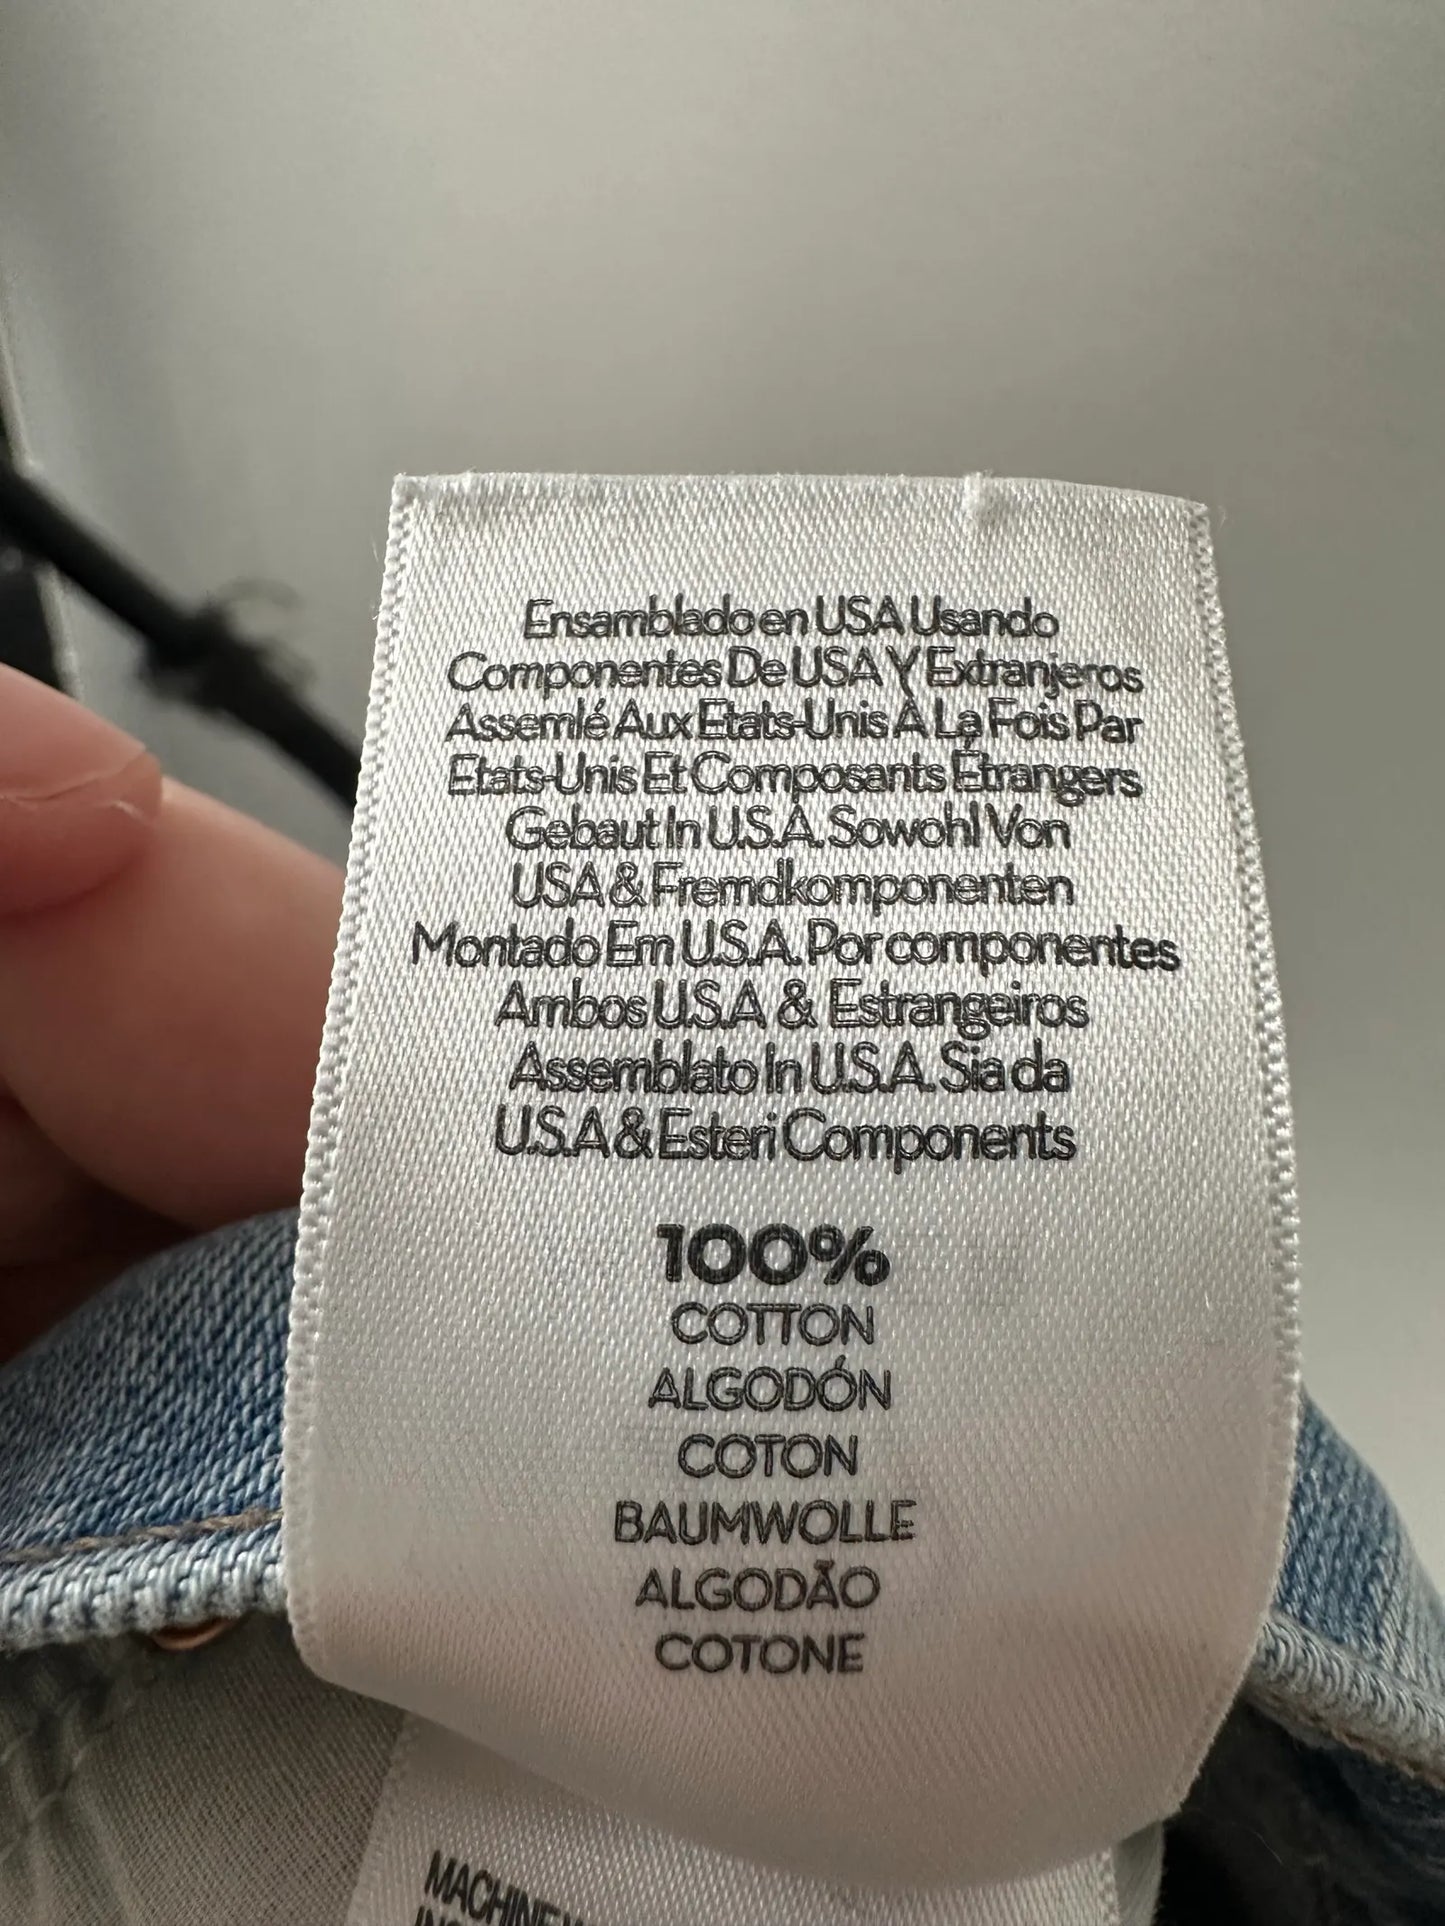 Ensamblado en USA Usando
Componentes De USA Y Extranjeros
Assemlé Aux Etats-Unis À La Fois Par
Etats-Unis Et Composants Étrangers
Gebaut In U.S.A. Sowohl Von
USA & Fremdkomponenten
Montado Em U.S.A. Por componentes
Ambos U.S.A & Estrangeiros
Assemblato In U.S.A. Sia da
U.S.A & Esteri Components
100%
COTTON
ALGODÓN
COTON
BAUMWOLLE
ALGODÃO
COTONE
MACHINE